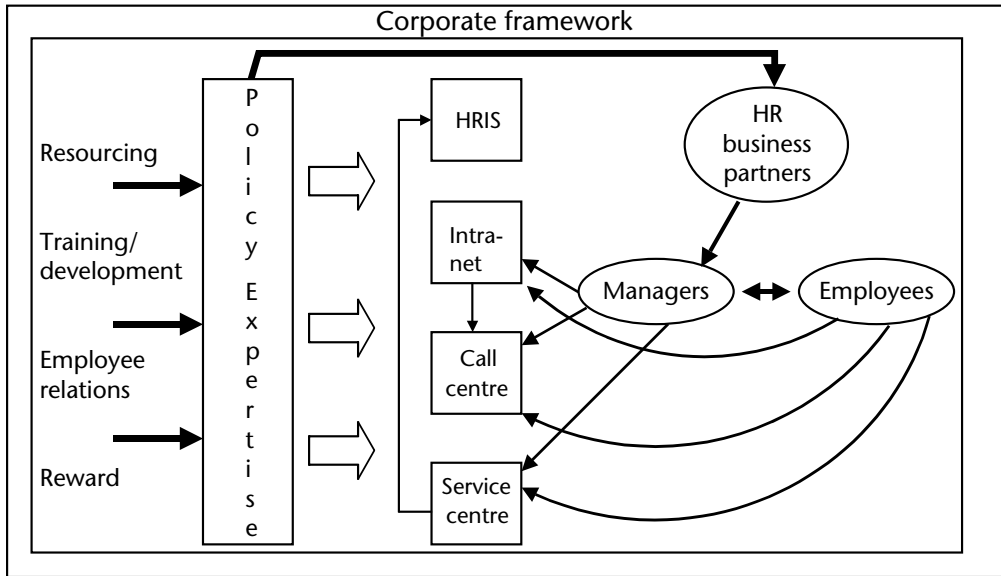 Corporate framework
Resourcing
Training/
development
Employee
relations
Reward
Policy Expertise
HRIS
Intra-
net
Call
centre
Service
centre
HR
business
partners
Managers
Employees